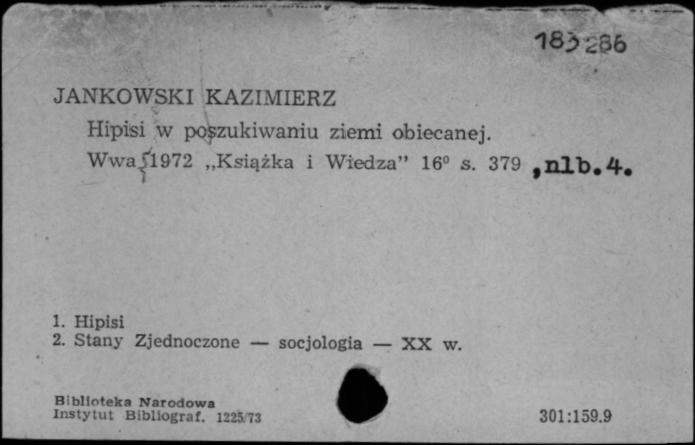 183286
JANKOWSKI KAZIMIERZ
Hipisi w poszukiwaniu ziemi obiecanej.
Wwa 1972 „Książka i Wiedza” 16⁰ s. 379 ,nlb.4.
1. Hipisi
2. Stany Zjednoczone — socjologia — XX w.
Biblioteka Narodowa
Instytut Bibliograf. 1225/73
301:159.9